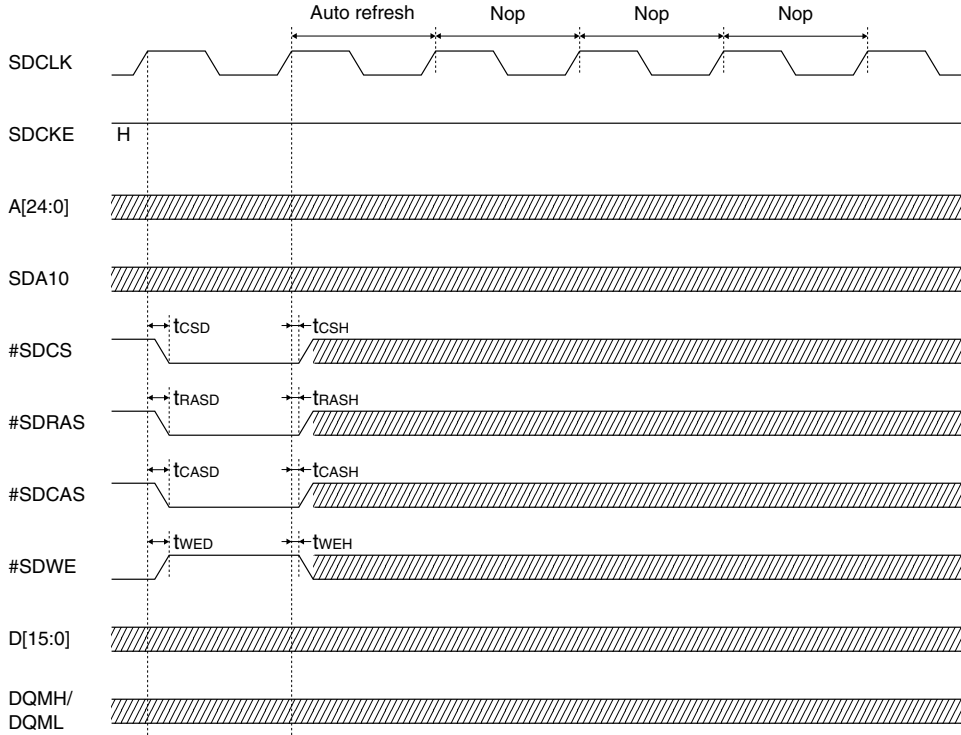 Auto refresh Nop Nop Nop
SDCLK
SDCKE H
A[24:0]
SDA10
tCSD tCSH
#SDCS
tRASD tRASH
#SDRAS
tCASD tCASH
#SDCAS
tWED tWEH
#SDWE
D[15:0]
DQMH/
DQML